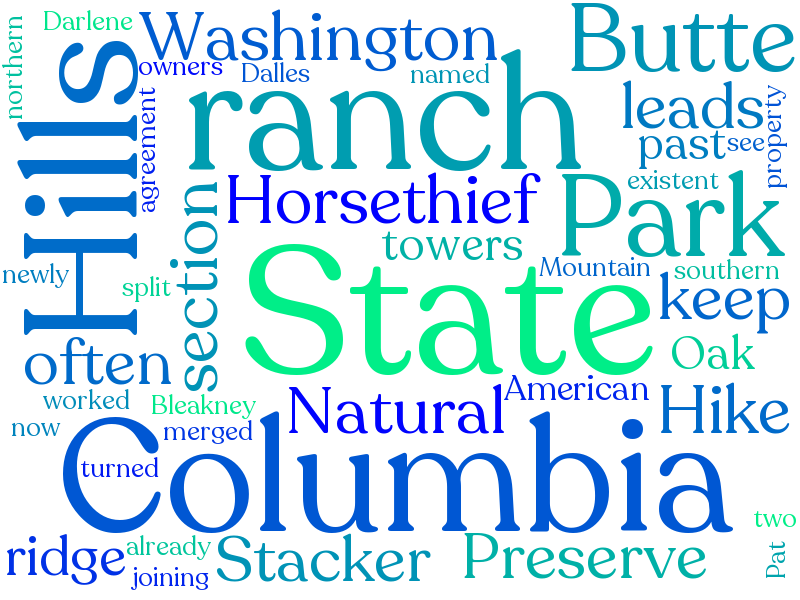 Darlene
Washington
Butte
northern
owners
Dalles
named
Hills
ranch
leads
agreement
past
see
property
Horsethief
section
existent
Park
towers
newly
split
State
Mountain
southern
keep
often
Oak
worked
Bleakney
Natural
American
Hike
now
merged
turned
Columbia
two
ridge
already
joining
Stacker
Preserve
Pat